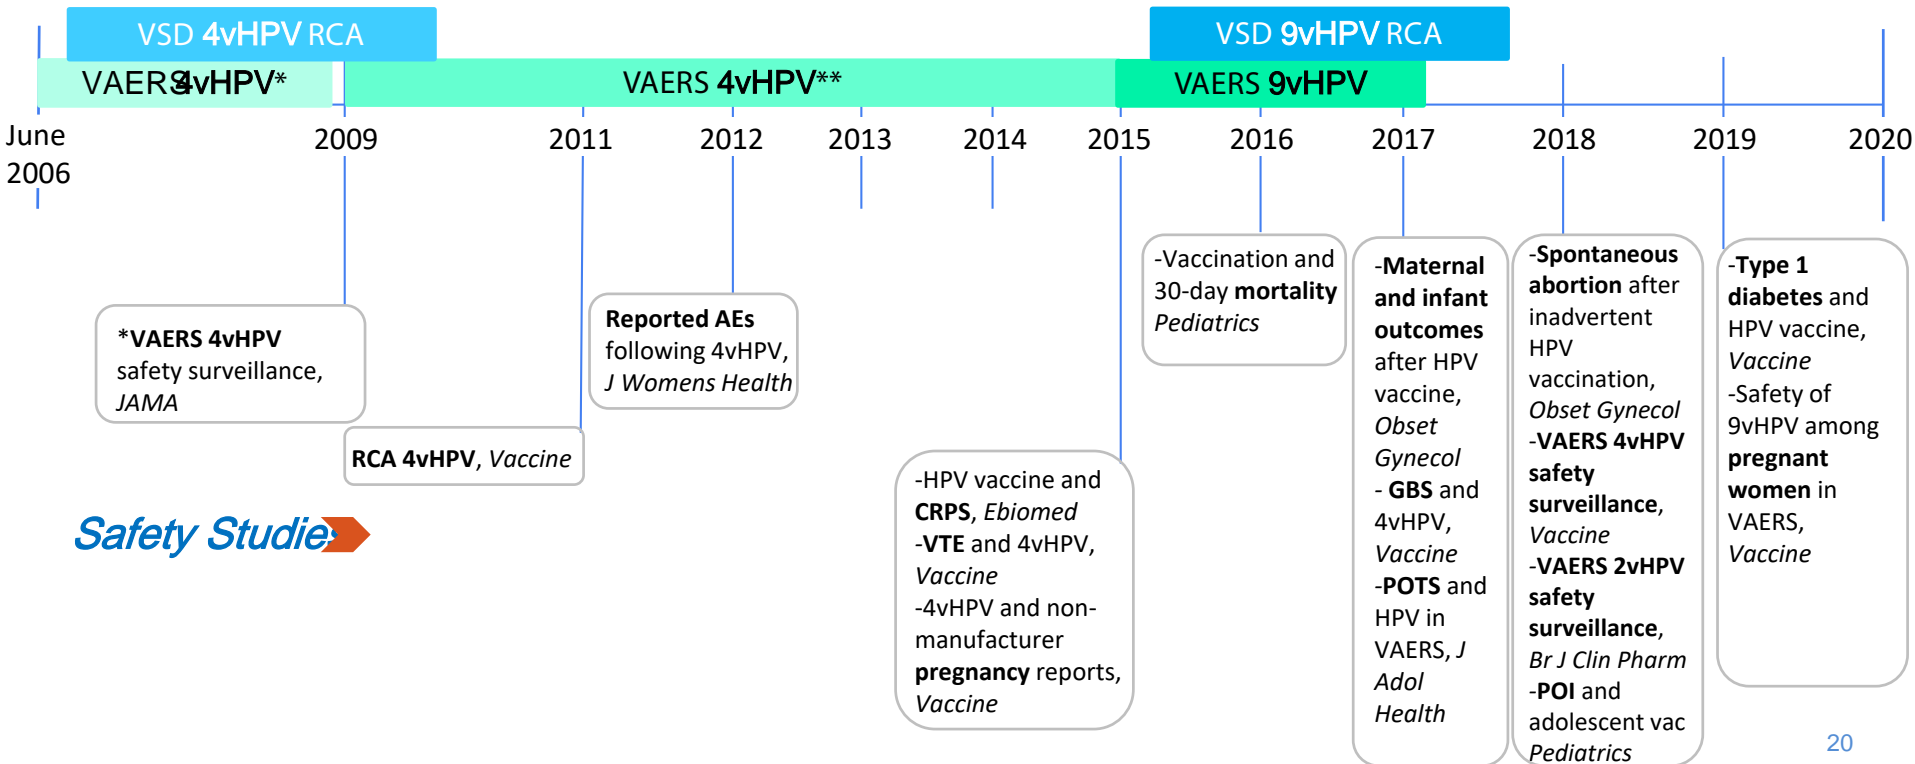 VSD 4vHPV RCA
VSD 9vHPV RCA
VAERS 4vHPV*
VAERS 4vHPV**
VAERS 9vHPV
June
2006
2009
2011
2012
2013
2014
2015
2016
2017
2018
2019
2020
*VAERS 4vHPV
safety surveillance,
JAMA
RCA 4vHPV, Vaccine
Reported AEs
following 4vHPV,
J Womens Health
-HPV vaccine and
CRPS, Ebiomed
-VTE and 4vHPV,
Vaccine
-4vHPV and non-
manufacturer
pregnancy reports,
Vaccine
-Vaccination and
30-day mortality
Pediatrics
-Maternal
and infant
outcomes
after HPV
vaccine,
Obset
Gynecol
- GBS and
4vHPV,
Vaccine
-POTS and
HPV in
VAERS, J
Adol
Health
-Spontaneous
abortion after
inadvertent
HPV
vaccination,
Obset Gynecol
-VAERS 4vHPV
safety
surveillance,
Vaccine
-VAERS 2vHPV
safety
surveillance,
Br J Clin Pharm
-POI and
adolescent vac
Pediatrics
-Type 1
diabetes and
HPV vaccine,
Vaccine
-Safety of
9vHPV among
pregnant
women in
VAERS,
Vaccine
Safety Studies
20